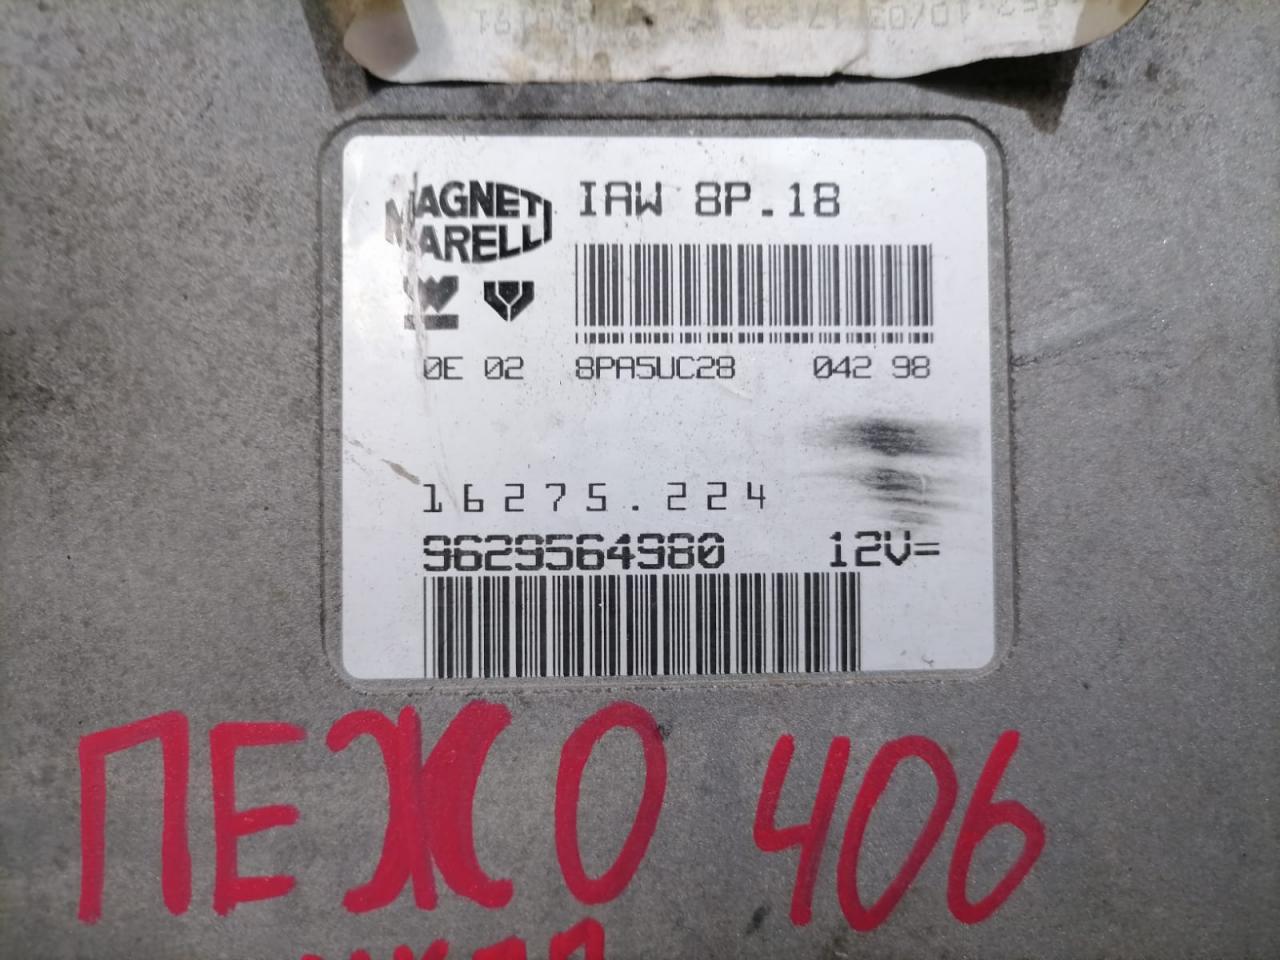 MAGNETI
MARELLI
IAW 8P.18
0E 02 8PA5UC28 042 98
16275.224
9629564980 12V=
ПЕЖО 406